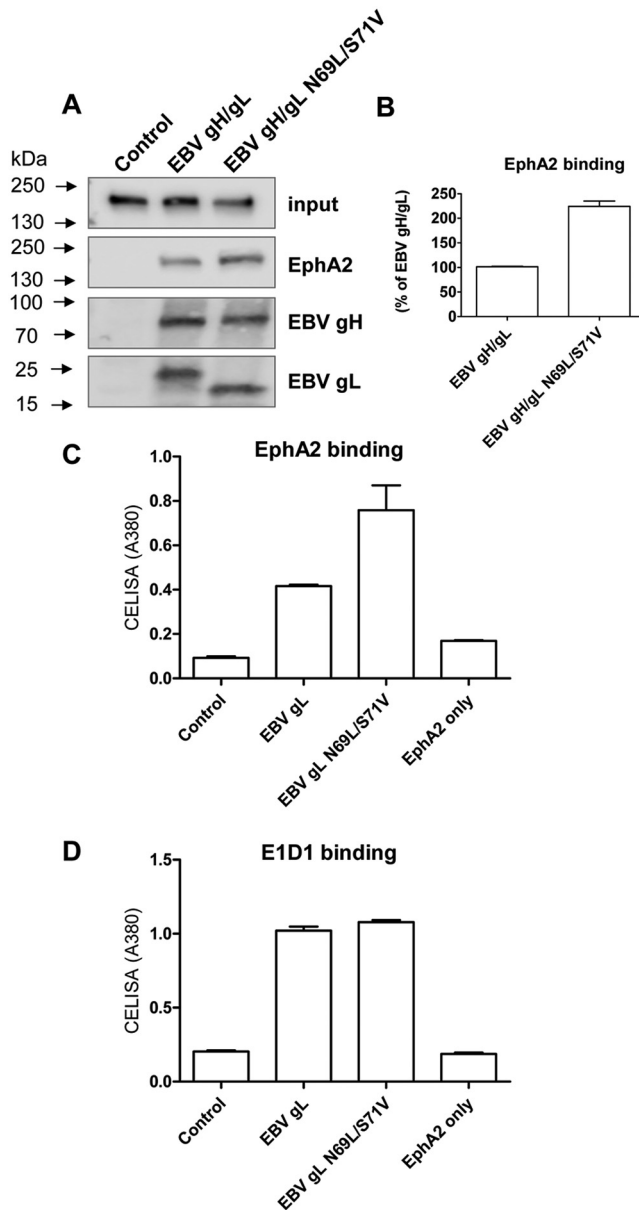 A
Control
EBV gH/gL
EBV gH/gL N69L/S71V
kDa
250
130
input
250
130
EphA2
100
70
EBV gH
25
15
EBV gL
B
EphA2 binding
(% of EBV gH/gL)
250
200
150
100
50
0
EBV gH/gL
EBV gH/gL N69L/S71V
C
EphA2 binding
CELISA (A380)
1.0
0.8
0.6
0.4
0.2
0.0
Control
EBV gL
EBV gL N69L/S71V
EphA2 only
D
E1D1 binding
CELISA (A380)
1.5
1.0
0.5
0.0
Control
EBV gL
EBV gL N69L/S71V
EphA2 only